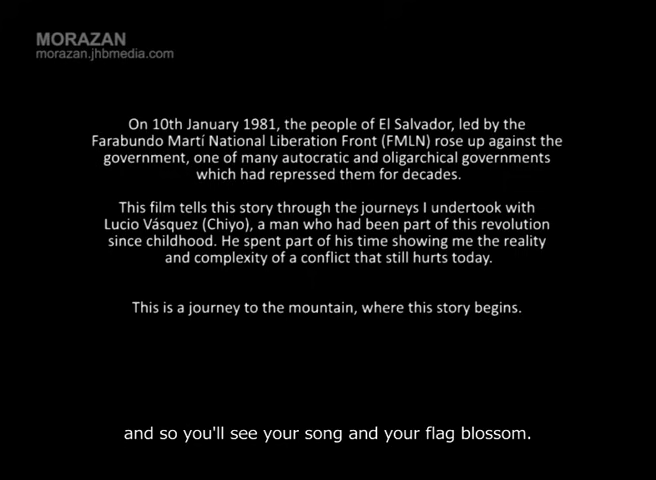 MORAZAN
morazan.jhbmedia.com
On 10th January 1981, the people of El Salvador, led by the
Farabundo Martí National Liberation Front (FMLN) rose up against the
government, one of many autocratic and oligarchical governments
which had repressed them for decades.
This film tells this story through the journeys I undertook with
Lucio Vásquez (Chiyo), a man who had been part of this revolution
since childhood. He spent part of his time showing me the reality
and complexity of a conflict that still hurts today.
This is a journey to the mountain, where this story begins.
and so you'll see your song and your flag blossom.